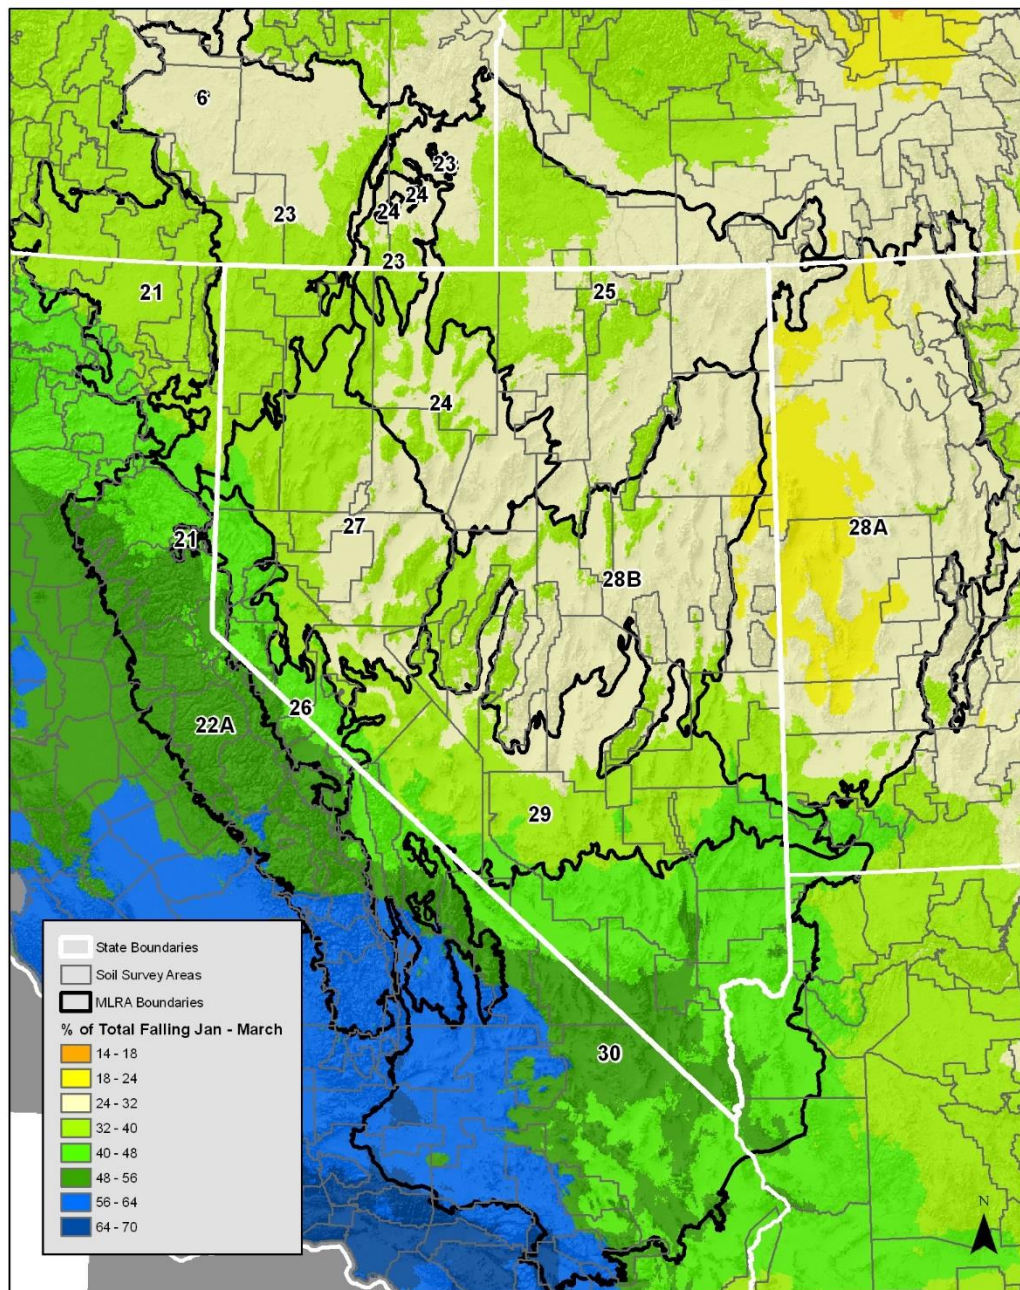 6
23
24
24
23
23
21
25
24
27
21
28B
28A
26
22A
29
30
State Boundaries
Soil Survey Areas
MLRA Boundaries
% of Total Falling Jan - March
14 - 18
18 - 24
24 - 32
32 - 40
40 - 48
48 - 56
56 - 64
64 - 70
N